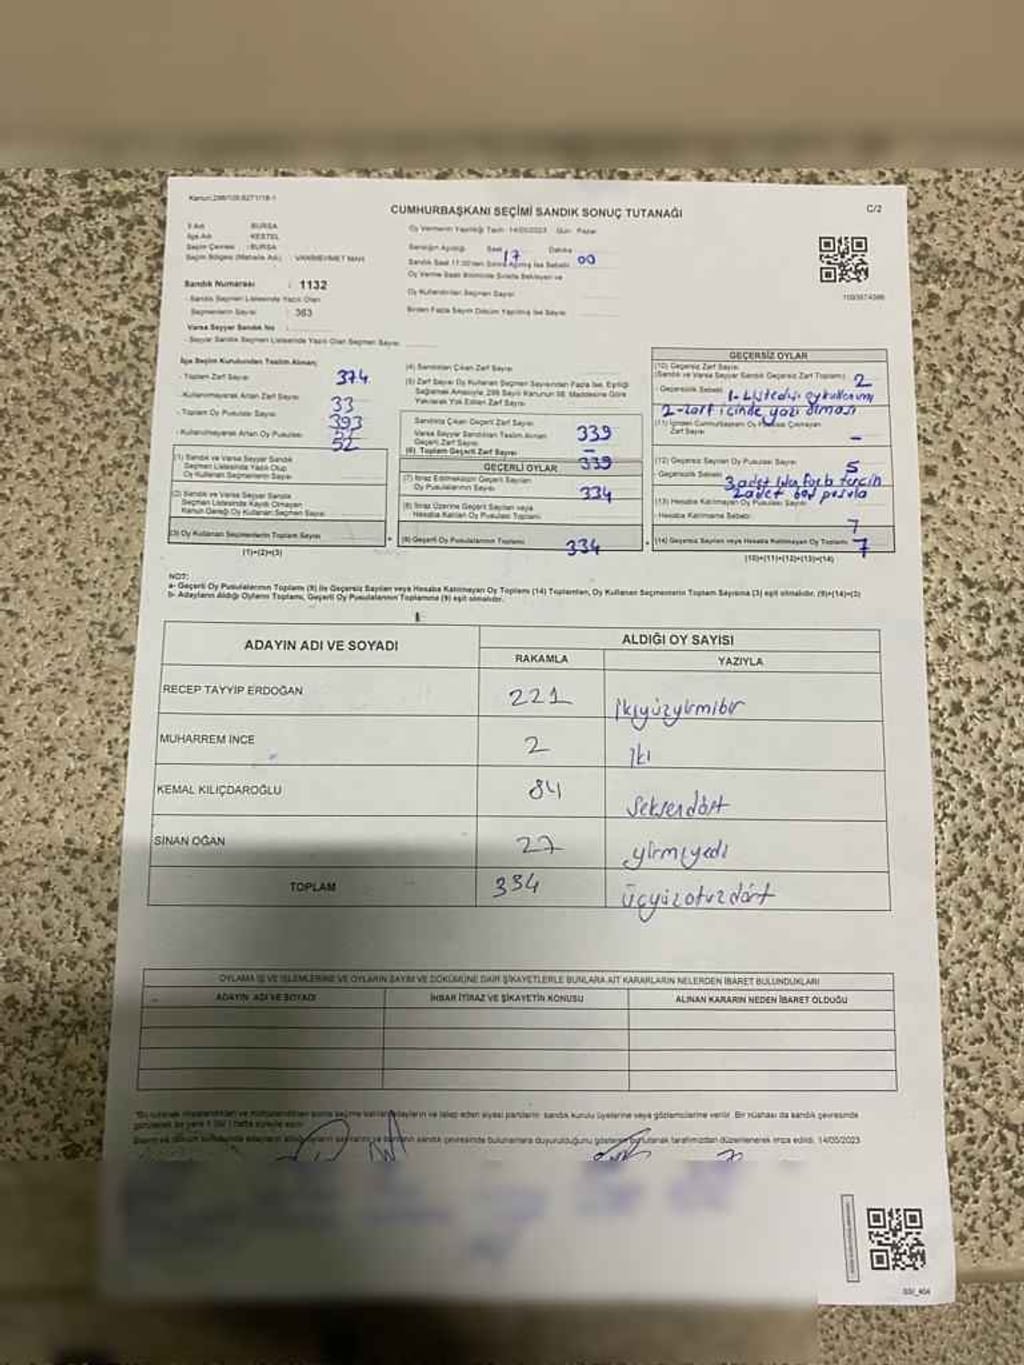 Kanun:298/105,6271/18-1
CUMHURBAŞKANI SEÇİMİ SANDIK SONUÇ TUTANAĞI
C/2
İl Adı : BURSA
Oy Vermenin Yapıldığı Tarih: 14/05/2023 Gün: Pazar
İlçe Adı : KESTEL
Seçim Çevresi : BURSA
Sandığın Açıldığı Saat 17 Dakika 00
Seçim Bölgesi (Mahalle Adı) : VANİMEHMET MAH.
Sandık Saat 17:00'den Sonra Açılmış İse Sebebi:
Oy Verme Saati Bitiminde Sırada Bekleyen ve
Oy Kullandırılan Seçmen Sayısı
Birden Fazla Sayım Döküm Yapılmış İse Sayısı
1093874386
Sandık Numarası : 1132
- Sandık Seçmen Listesinde Yazılı Olan
Seçmenlerin Sayısı : 363
Varsa Seyyar Sandık No :
- Seyyar Sandık Seçmen Listesinde Yazılı Olan Seçmen Sayısı:
İlçe Seçim Kurulundan Teslim Alınan;
- Toplam Zarf Sayısı: 374
- Kullanılmayarak Artan Zarf Sayısı: 33
- Toplam Oy Pusulası Sayısı: 393
- Kullanılmayarak Artan Oy Pusulası: 52
(1) Sandık ve Varsa Seyyar Sandık
Seçmen Listesinde Yazılı Olup
Oy Kullanan Seçmenlerin Sayısı
(2) Sandık ve Varsa Seyyar Sandık
Seçmen Listesinde Kaydı Olmayan
Kanun Gereği Oy Kullanan Seçmen Sayısı
(3) Oy Kullanan Seçmenlerin Toplam Sayısı
(1)+(2)=(3)
(4) Sandıktan Çıkan Zarf Sayısı
(5) Zarf Sayısı Oy Kullanan Seçmen Sayısından Fazla İse, Eşitliği
Sağlamak Amacıyla, 298 Sayılı Kanunun 98. Maddesine Göre
Yakılarak Yok Edilen Zarf Sayısı
Sandıkta Çıkan Geçerli Zarf Sayısı 339
Varsa Seyyar Sandıktan Teslim Alınan
Geçerli Zarf Sayısı: -
(6) Toplam Geçerli Zarf Sayısı 339
GEÇERLİ OYLAR
(7) İtiraz Edilmeksizin Geçerli Sayılan
Oy Pusulalarının Sayısı 334
(8) İtiraz Üzerine Geçerli Sayılan veya
Hesaba Katılan Oy Pusulası Toplamı
(9) Geçerli Oy Pusulalarının Toplamı 334
GEÇERSİZ OYLAR
(10) Geçersiz Zarf Sayısı
(Sandık ve Varsa Seyyar Sandık Geçersiz Zarf Toplamı) 2
- Geçersizlik Sebebi: 1- Liste dışı oy kullanımı
2- zarf içinde yazı olması
(11) İçinden Cumhurbaşkanı Oy Pusulası Çıkmayan
Zarf Sayısı -
(12) Geçersiz Sayılan Oy Pusulası Sayısı 5
Geçersizlik Sebebi: 3 adet
2 adet boş pusula
(13) Hesaba Katılmayan Oy Pusulası Sayısı
- Hesaba Katılmama Sebebi: 7
(14) Geçersiz Sayılan veya Hesaba Katılmayan Oy Toplamı 7
(10)+(11)+(12)+(13)=(14)
NOT:
a- Geçerli Oy Pusulalarının Toplamı (9) ile Geçersiz Sayılan veya Hesaba Katılmayan Oy Toplamı (14) Toplamları, Oy Kullanan Seçmenlerin Toplam Sayısına (3) eşit olmalıdır. (9)+(14)=(3)
b- Adayların Aldığı Oyların Toplamı, Geçerli Oy Pusulalarının Toplamına (9) eşit olmalıdır.
ADAYIN ADI VE SOYADI
ALDIĞI OY SAYISI
RAKAMLA YAZIYLA
RECEP TAYYİP ERDOĞAN 221 ikiyüzyirmibir
MUHARREM İNCE 2 iki
KEMAL KILIÇDAROĞLU 84 Seksendört
SİNAN OĞAN 27 yirmiyedi
TOPLAM 334 Üçyüzotuzdört
OYLAMA İŞ VE İŞLEMLERİNE VE OYLARIN SAYIM VE DÖKÜMÜNE DAİR ŞİKAYETLERLE BUNLARA AİT KARARLARIN NELERDEN İBARET BULUNDUKLARI
ADAYIN ADI VE SOYADI İHBAR İTİRAZ VE ŞİKAYETİN KONUSU ALINAN KARARIN NEDEN İBARET OLDUĞU